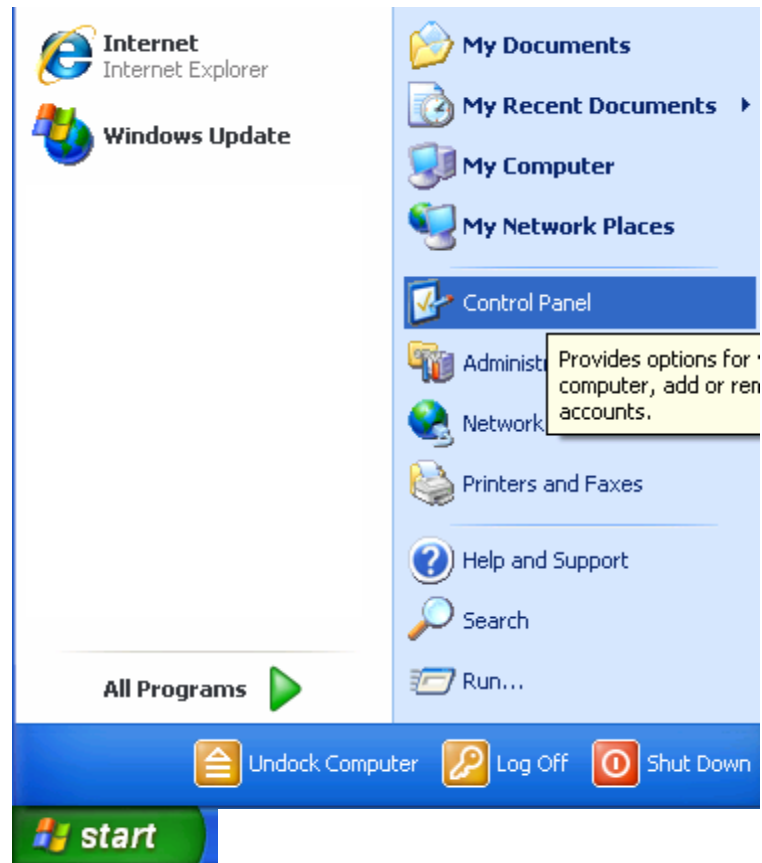 Internet
Internet Explorer
Windows Update
All Programs
My Documents
My Recent Documents
My Computer
My Network Places
Control Panel
Provides options for
computer, add or
accounts.
Network
Printers and Faxes
Help and Support
Search
Run...
Undock Computer
Log Off
Shut Down
start